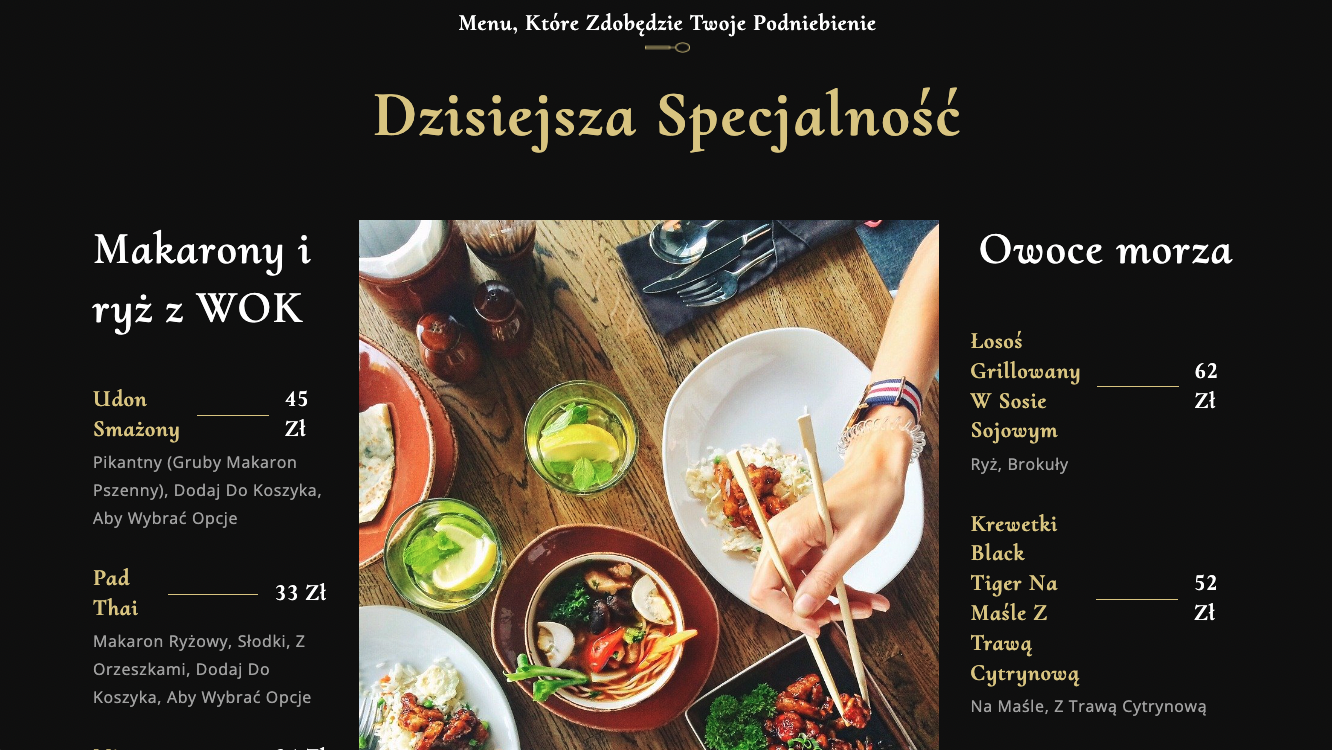 Menu, Które Zdobędzie Twoje Podniebienie
Dzisiejsza Specjalność
Makarony i
ryż z WOK
Udon
Smażony
45
Zł
Pikantny (Gruby Makaron
Pszenny), Dodaj Do Koszyka,
Aby Wybrać Opcje
Pad
Thai
33 Zł
Makaron Ryżowy, Słodki, Z
Orzeszkami, Dodaj Do
Koszyka, Aby Wybrać Opcje
Owoce morza
Łosoś
Grillowany
W Sosie
Sojowym
62
Zł
Ryż, Brokuły
Krewetki
Black
Tiger Na
Maśle Z
Trawą
Cytrynową
52
Zł
Na Maśle, Z Trawą Cytrynową